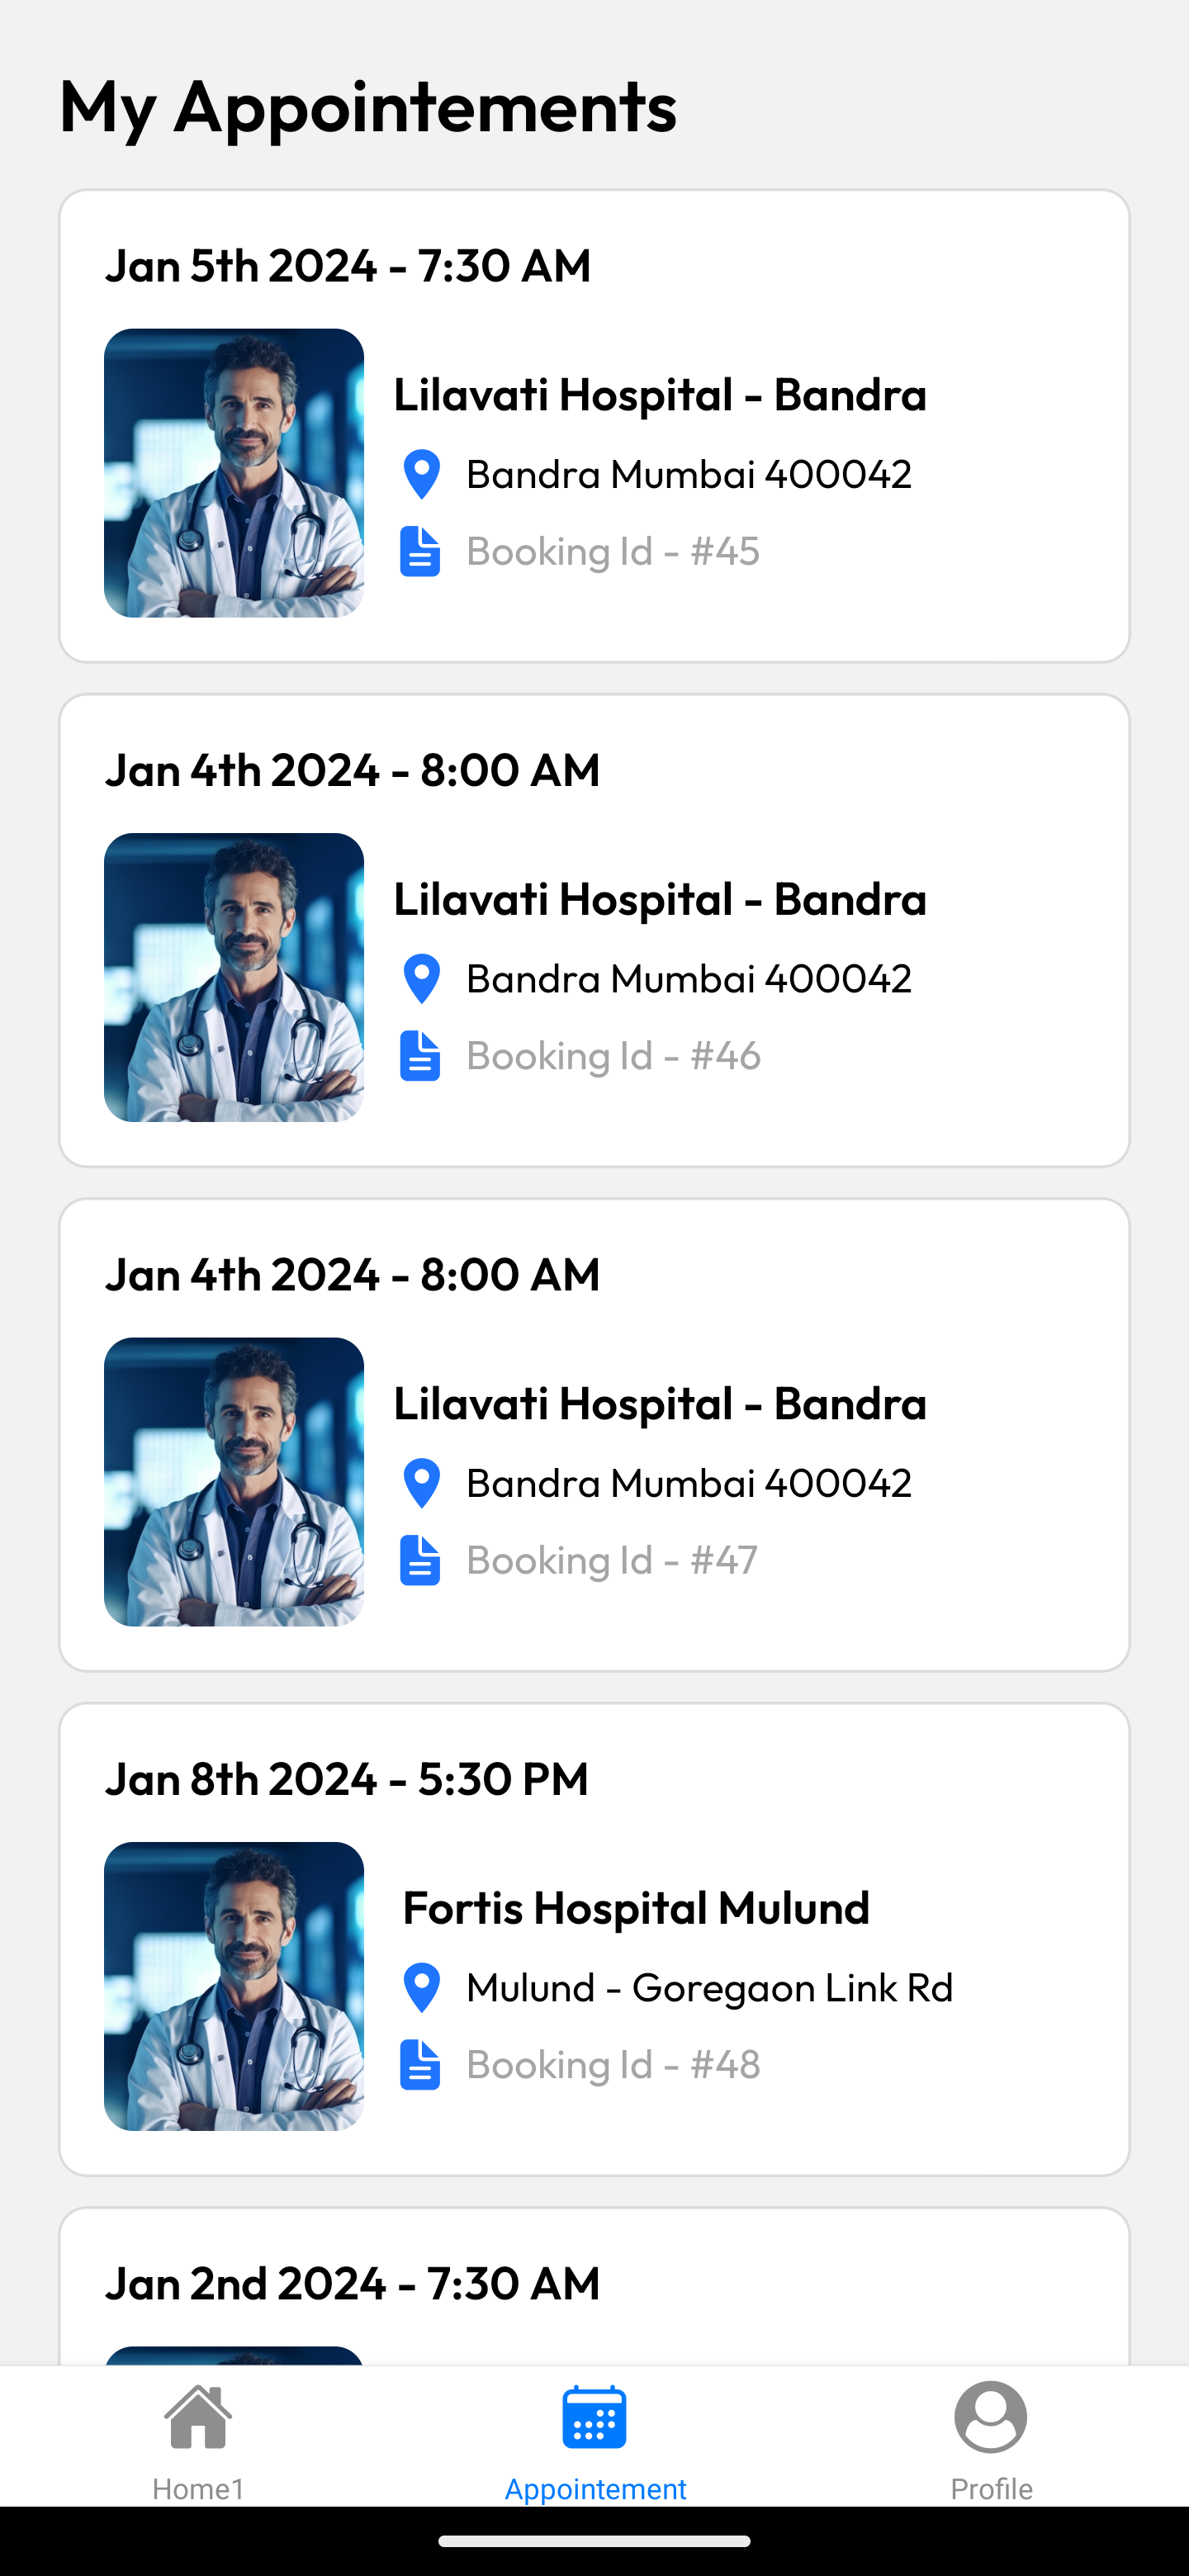 My Appointements
Jan 5th 2024 - 7:30 AM
Lilavati Hospital - Bandra
Bandra Mumbai 400042
Booking Id - #45
Jan 4th 2024 - 8:00 AM
Lilavati Hospital - Bandra
Bandra Mumbai 400042
Booking Id - #46
Jan 4th 2024 - 8:00 AM
Lilavati Hospital - Bandra
Bandra Mumbai 400042
Booking Id - #47
Jan 8th 2024 - 5:30 PM
Fortis Hospital Mulund
Mulund - Goregaon Link Rd
Booking Id - #48
Jan 2nd 2024 - 7:30 AM
Home1
Appointement
Profile